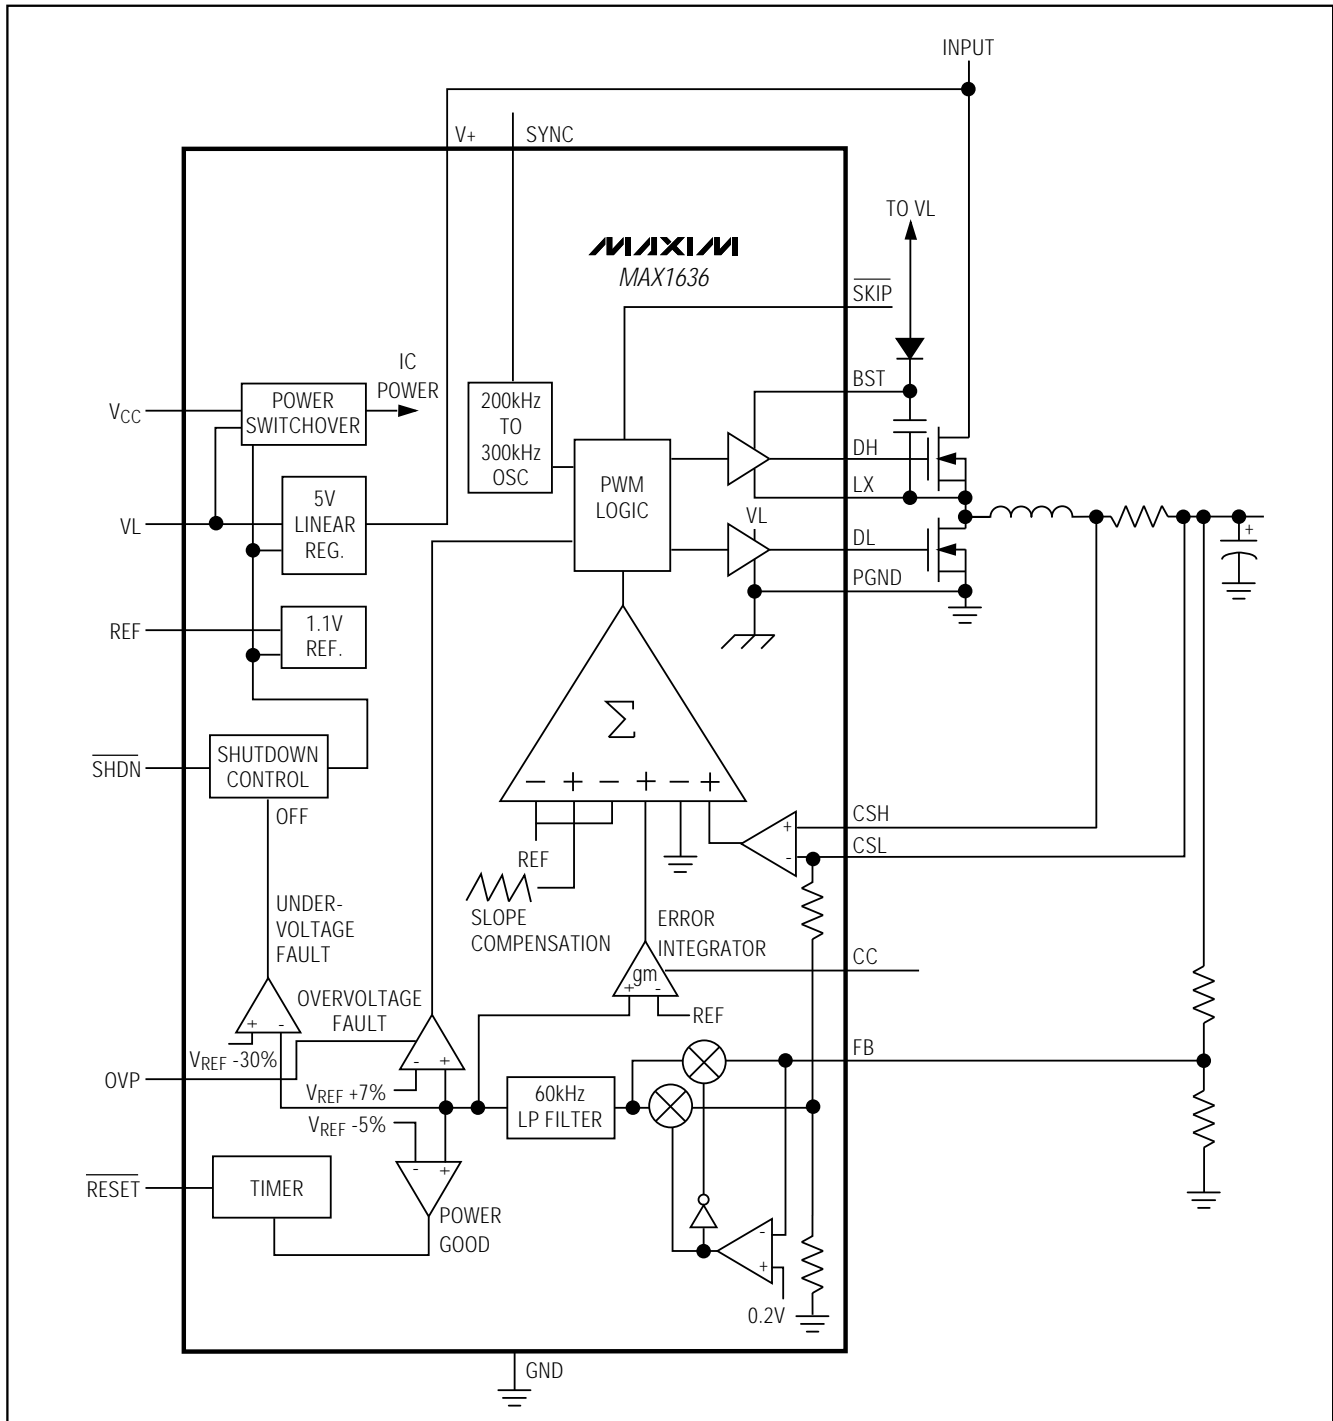 INPUT
V+
SYNC
TO VL
MAXIM
MAX1636
SKIP
IC
POWER
VCC
POWER
SWITCHOVER
200kHz
TO
300kHz
OSC
BST
DH
LX
PWM
LOGIC
VL
5V
LINEAR
REG.
VL
DL
PGND
+
REF
1.1V
REF.
Σ
SHDN
SHUTDOWN
CONTROL
OFF
− + − + − +
CSH
CSL
+
-
REF
SLOPE
COMPENSATION
ERROR
INTEGRATOR
UNDER-
VOLTAGE
FAULT
CC
gm
+ -
REF
OVERVOLTAGE
FAULT
+ -
VREF -30%
- +
FB
OVP
VREF +7%
60kHz
LP FILTER
VREF -5%
- +
RESET
TIMER
POWER
GOOD
-
+
0.2V
GND